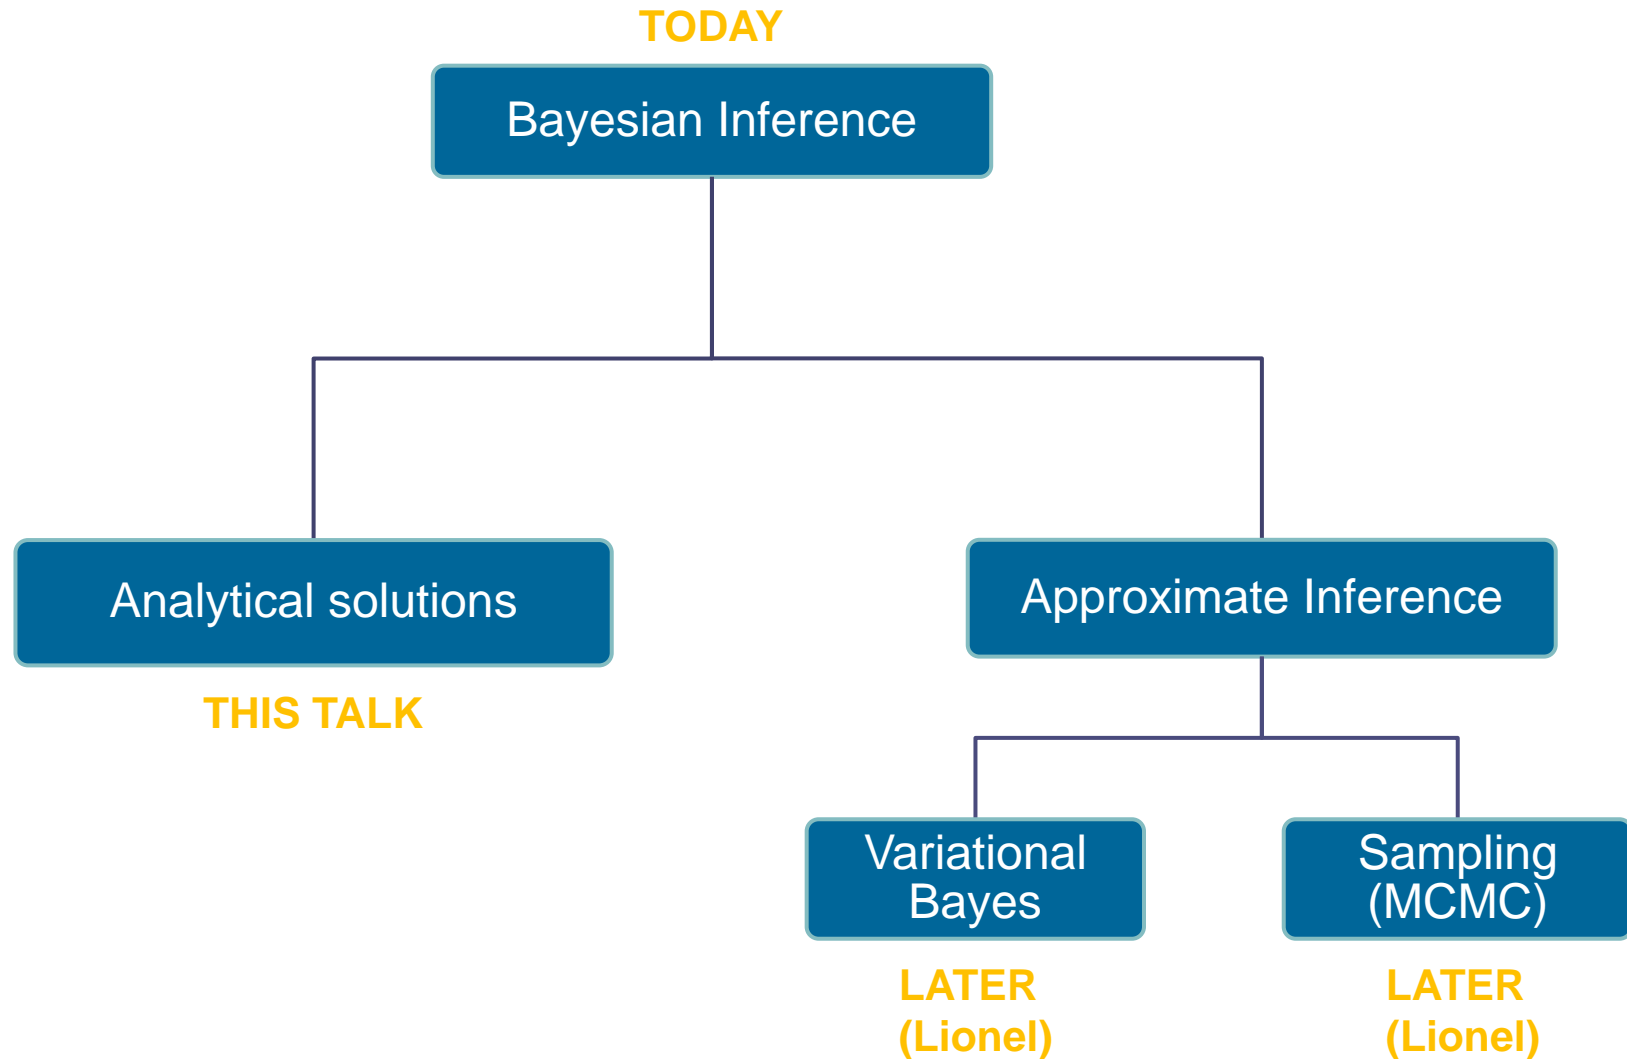 TODAY
Bayesian Inference
Analytical solutions
THIS TALK
Approximate Inference
Variational
Bayes
LATER
(Lionel)
Sampling
(MCMC)
LATER
(Lionel)